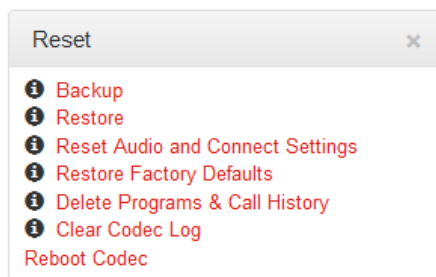 Reset
Backup
Restore
Reset Audio and Connect Settings
Restore Factory Defaults
Delete Programs & Call History
Clear Codec Log
Reboot Codec